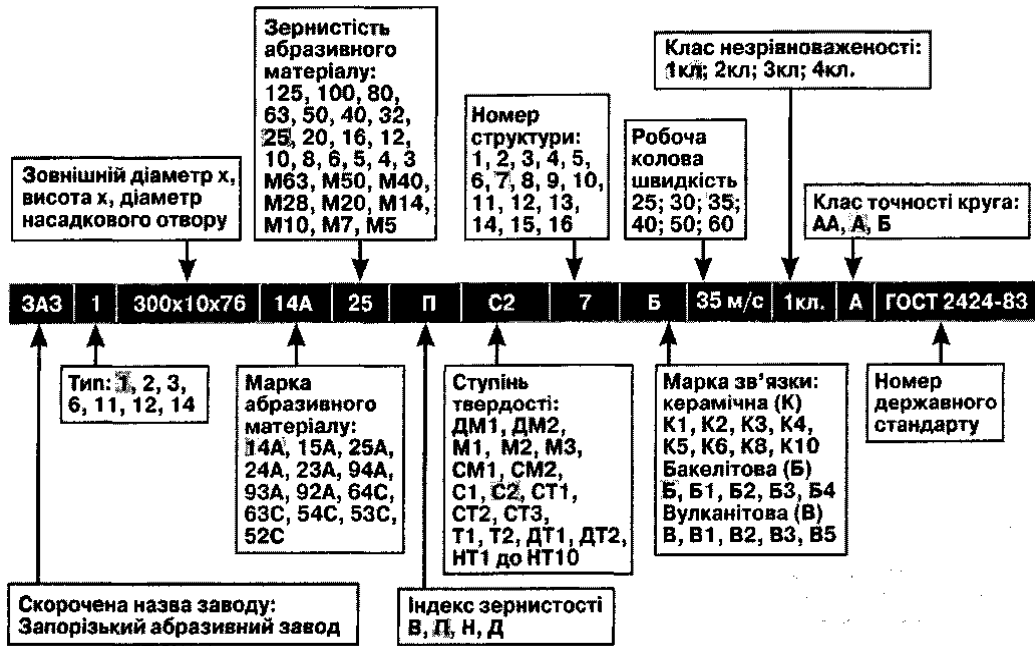 Зернистість
абразивного
матеріалу:
125, 100, 80,
63, 50, 40, 32,
25, 20, 16, 12,
10, 8, 6, 5, 4, 3
М63, М50, М40,
М28, М20, М14,
М10, М7, М5
Клас незрівноваженості:
1кл; 2кл; 3кл; 4кл.
Номер
структури:
1, 2, 3, 4, 5,
6, 7, 8, 9, 10,
11, 12, 13,
14, 15, 16
Робоча
колова
швидкість
25; 30; 35;
40; 50; 60
Зовнішній діаметр х,
висота х, діаметр
насадкового отвору
Клас точності круга:
АА, А, Б
ЗАЗ 1 300х10х76 14А 25 П С2 7 Б 35 м/с 1кл. А ГОСТ 2424-83
Тип: 1, 2, 3,
6, 11, 12, 14
Марка
абразивного
матеріалу:
14А, 15А, 25А,
24А, 23А, 94А,
93А, 92А, 64С,
63С, 54С, 53С,
52С
Ступінь
твердості:
ДМ1, ДМ2,
М1, М2, М3,
СМ1, СМ2,
С1, С2, СТ1,
СТ2, СТ3,
Т1, Т2, ДТ1, ДТ2,
НТ1 до НТ10
Марка зв'язки:
керамічна (К)
К1, К2, К3, К4,
К5, К6, К8, К10
Бакелітова (Б)
Б, Б1, Б2, Б3, Б4
Вулканітова (В)
В, В1, В2, В3, В5
Номер
державного
стандарту
Скорочена назва заводу:
Запорізький абразивний завод
Індекс зернистості
В, П, Н, Д